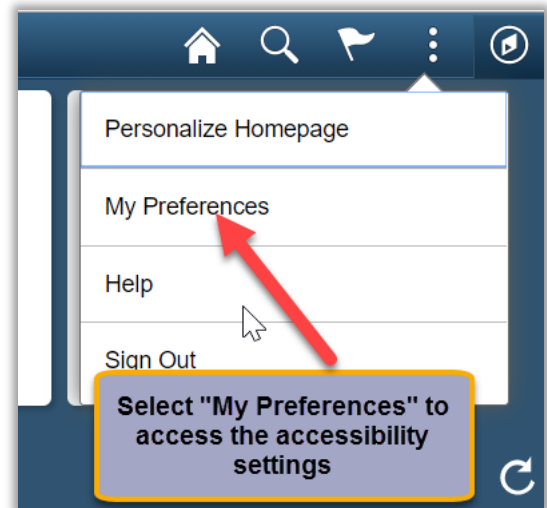 Personalize Homepage
My Preferences
Help
Sign Out
Select "My Preferences" to
access the accessibility
settings